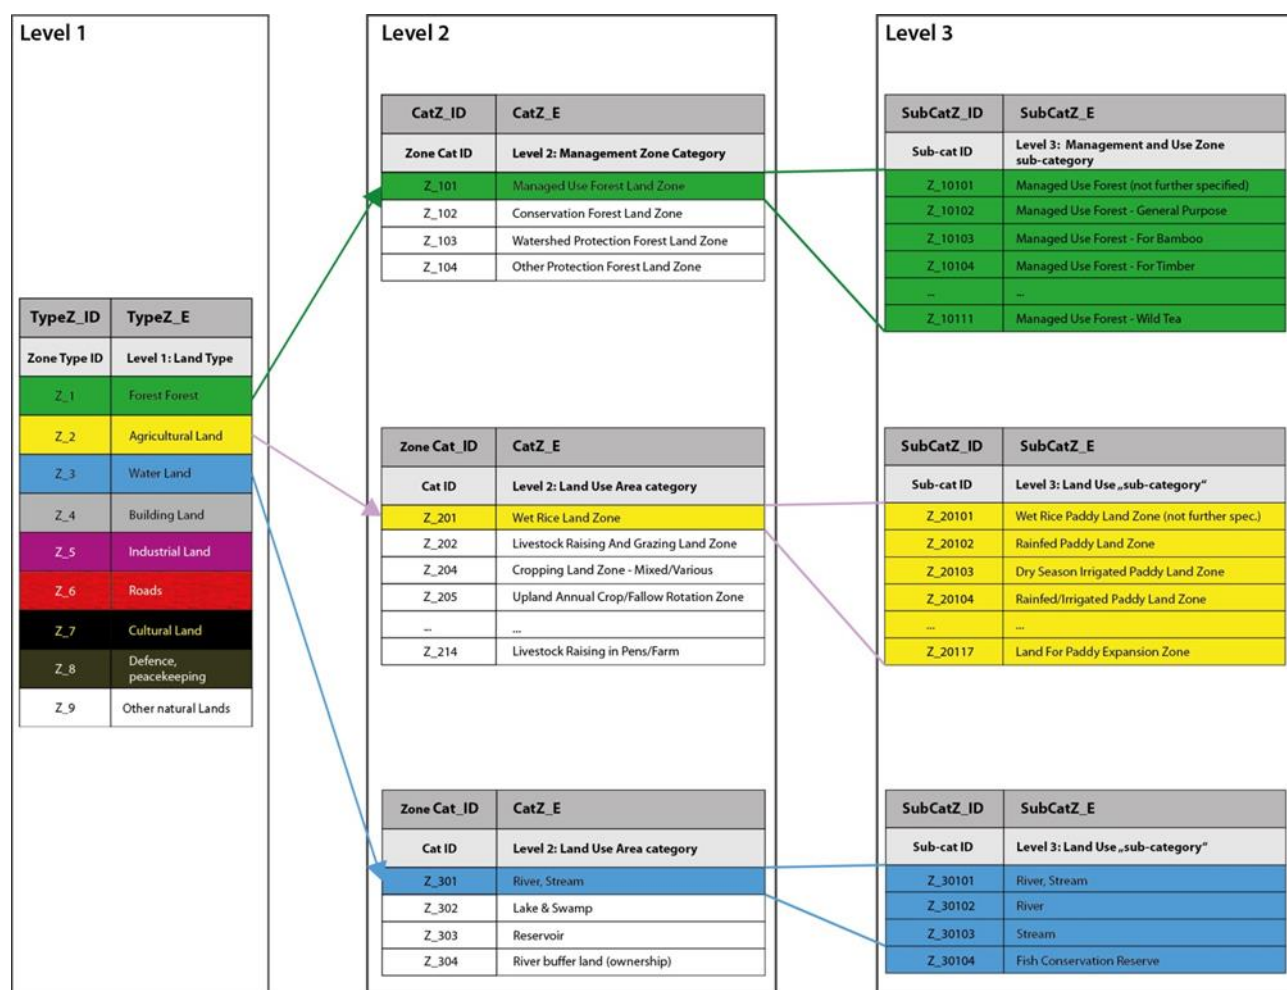 Level 1
TypeZ_ID TypeZ_E
Zone Type ID Level 1: Land Type
Z_1 Forest Forest
Z_2 Agricultural Land
Z_3 Water Land
Z_4 Building Land
Z_5 Industrial Land
Z_6 Roads
Z_7 Cultural Land
Z_8 Defence,
peacekeeping
Z_9 Other natural Lands
Level 2
CatZ_ID CatZ_E
Zone Cat ID Level 2: Management Zone Category
Z_101 Managed Use Forest Land Zone
Z_102 Conservation Forest Land Zone
Z_103 Watershed Protection Forest Land Zone
Z_104 Other Protection Forest Land Zone
Zone Cat_ID CatZ_E
Cat ID Level 2: Land Use Area category
Z_201 Wet Rice Land Zone
Z_202 Livestock Raising And Grazing Land Zone
Z_204 Cropping Land Zone - Mixed/Various
Z_205 Upland Annual Crop/Fallow Rotation Zone
... ...
Z_214 Livestock Raising in Pens/Farm
Zone Cat_ID CatZ_E
Cat ID Level 2: Land Use Area category
Z_301 River, Stream
Z_302 Lake & Swamp
Z_303 Reservoir
Z_304 River buffer land (ownership)
Level 3
SubCatZ_ID SubCatZ_E
Sub-cat ID Level 3: Management and Use Zone
sub-category
Z_10101 Managed Use Forest (not further specified)
Z_10102 Managed Use Forest - General Purpose
Z_10103 Managed Use Forest - For Bamboo
Z_10104 Managed Use Forest - For Timber
... ...
Z_10111 Managed Use Forest - Wild Tea
SubCatZ_ID SubCatZ_E
Sub-cat ID Level 3: Land Use „sub-category“
Z_20101 Wet Rice Paddy Land Zone (not further spec.)
Z_20102 Rainfed Paddy Land Zone
Z_20103 Dry Season Irrigated Paddy Land Zone
Z_20104 Rainfed/Irrigated Paddy Land Zone
... ...
Z_20117 Land For Paddy Expansion Zone
SubCatZ_ID SubCatZ_E
Sub-cat ID Level 3: Land Use „sub-category“
Z_30101 River, Stream
Z_30102 River
Z_30103 Stream
Z_30104 Fish Conservation Reserve